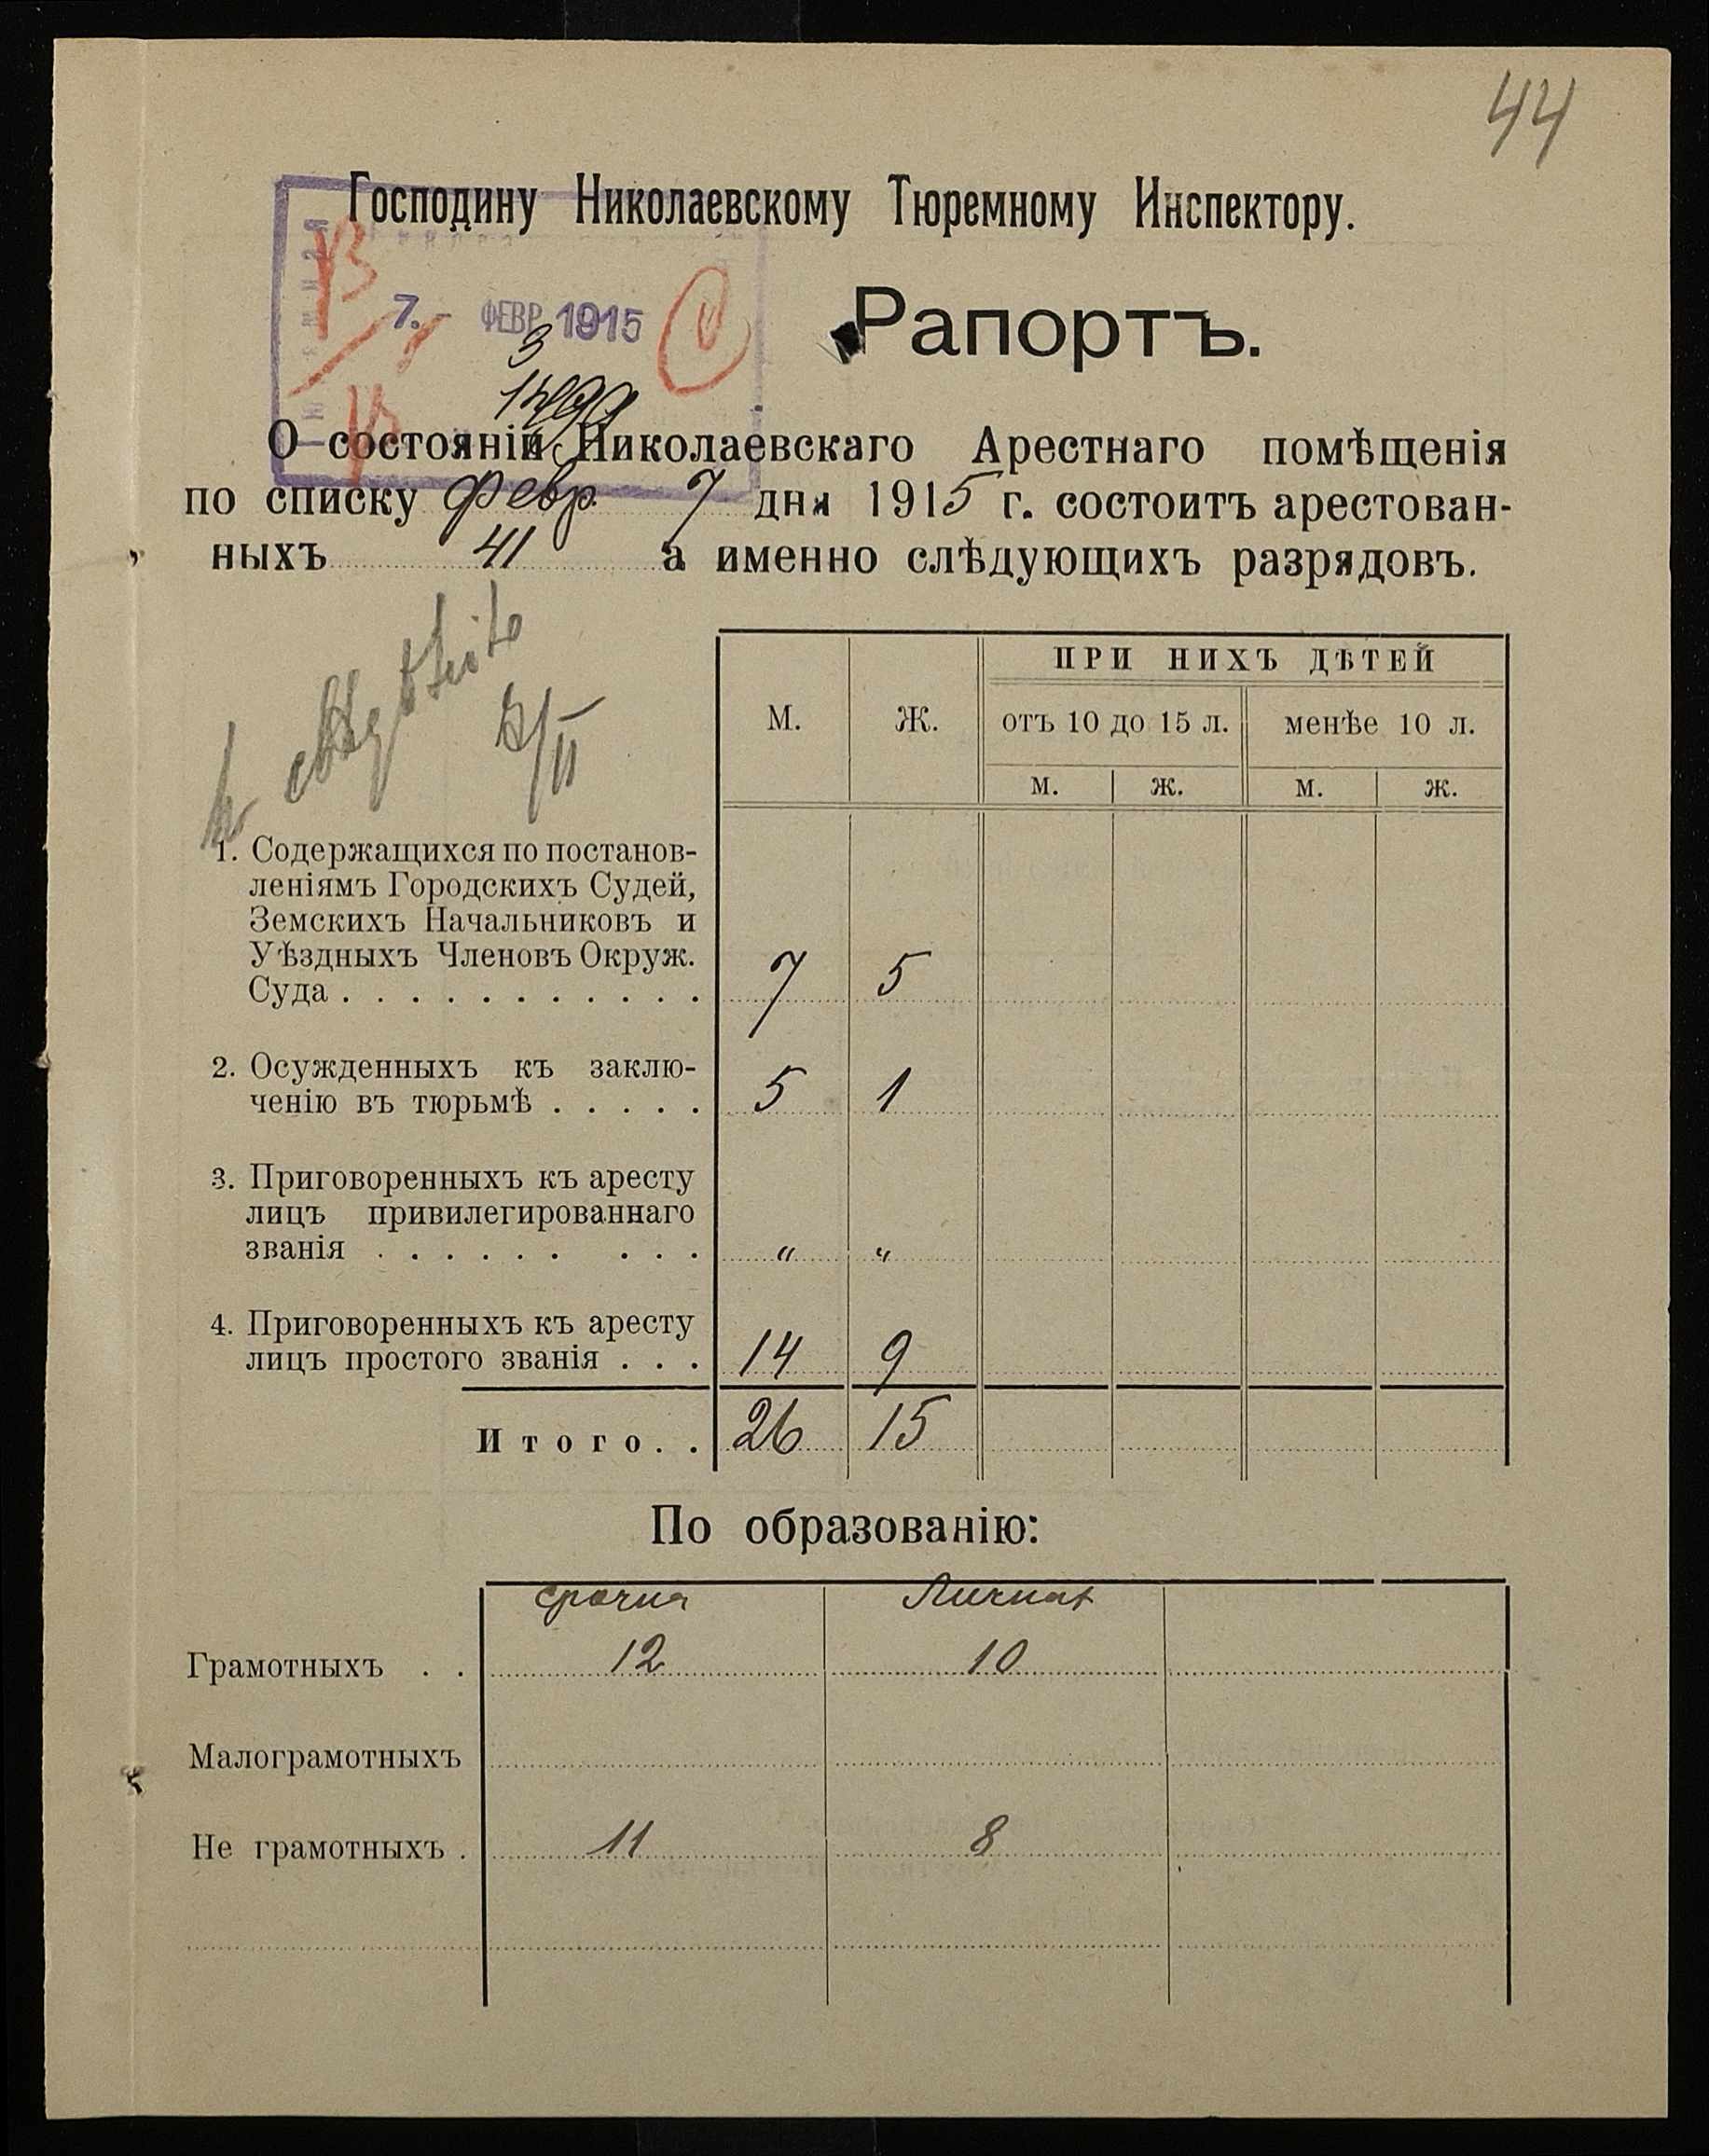 44
Господину Николаевскому Тюремному Инспектору.
7. - ФЕВР 1915
Рапортъ.
О состояніи Николаевскаго Арестнаго помѣщенія
по списку Февр. 7 дня 1915 г. состоитъ арестован-
ныхъ 41 а именно слѣдующихъ разрядовъ.
ПРИ НИХЪ ДѢТЕЙ
М. Ж. отъ 10 до 15 л. менѣе 10 л.
м. ж. м. ж.
1. Содержащихся по постанов-
леніямъ Городскихъ Судей,
Земскихъ Начальниковъ и
Уѣздныхъ Членовъ Окруж.
Суда . . . . . . . . . . . 7 5
2. Осужденныхъ къ заклю-
ченію въ тюрьмѣ . . . . . 5 1
3. Приговоренныхъ къ аресту
лицъ привилегированнаго
званія . . . . . . . . . " "
4. Приговоренныхъ къ аресту
лицъ простого званія . . . 14 9
Итого. . 26 15
По образованію:
Грамотныхъ . . 12 10
Малограмотныхъ
Не грамотныхъ . 11 8